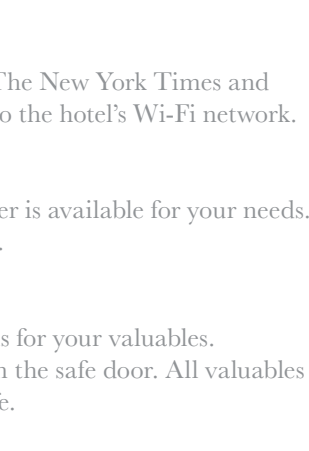 The New York Times and
to the hotel's Wi-Fi network.
is available for your needs.
.
for your valuables.
the safe door. All valuables